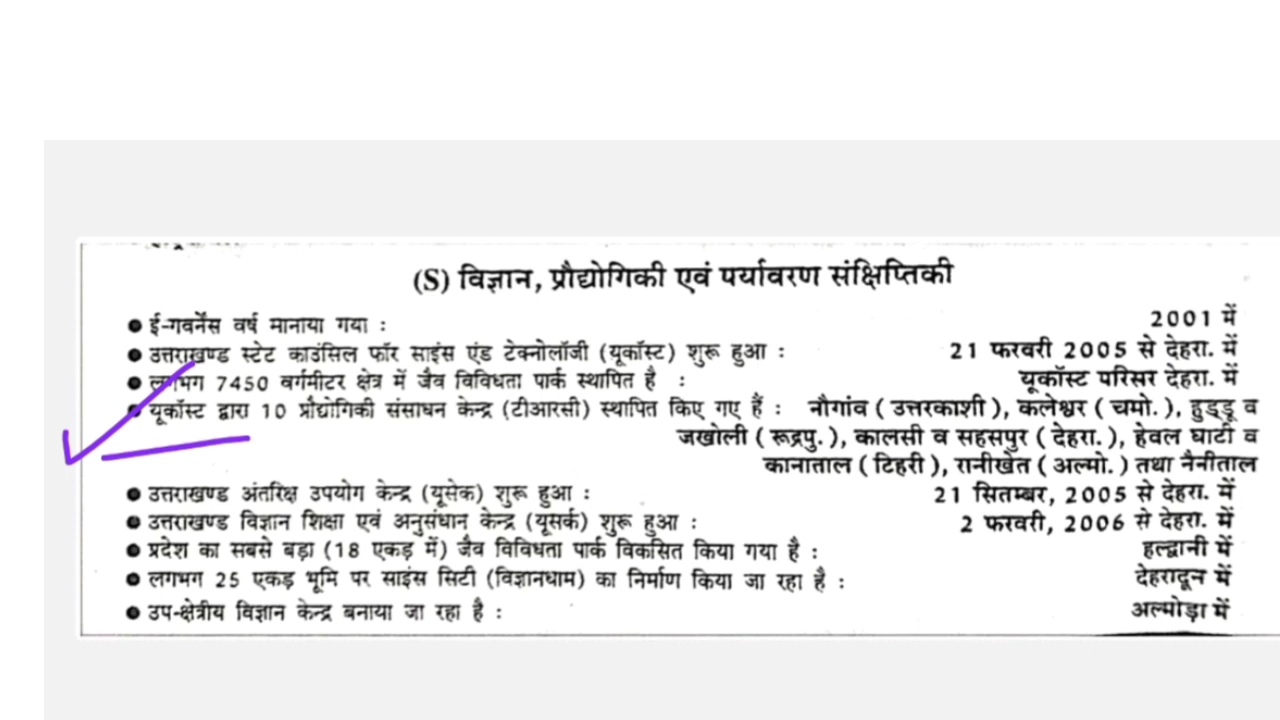 (S) विज्ञान, प्रौद्योगिकी एवं पर्यावरण संक्षिप्तिकी
● ई-गवर्नेंस वर्ष मानाया गया : 2001 में
● उत्तराखण्ड स्टेट काउंसिल फॉर साइंस एंड टेक्नोलॉजी (यूकॉस्ट) शुरू हुआ : 21 फरवरी 2005 से देहरा. में
● लगभग 7450 वर्गमीटर क्षेत्र में जैव विविधता पार्क स्थापित है : यूकॉस्ट परिसर देहरा. में
● यूकॉस्ट द्वारा 10 प्रौद्योगिकी संसाधन केन्द्र (टीआरसी) स्थापित किए गए हैं : नौगांव ( उत्तरकाशी ), कलेश्वर ( चमो. ), हुड्डू व
जखोली ( रूद्रपु. ), कालसी व सहसपुर ( देहरा. ), हेवल घाटी व
कानाताल ( टिहरी ), रानीखेत ( अल्मो. ) तथा नैनीताल
● उत्तराखण्ड अंतरिक्ष उपयोग केन्द्र (यूसेक) शुरू हुआ : 21 सितम्बर, 2005 से देहरा. में
● उत्तराखण्ड विज्ञान शिक्षा एवं अनुसंधान केन्द्र (यूसर्क) शुरू हुआ : 2 फरवरी, 2006 से देहरा. में
● प्रदेश का सबसे बड़ा (18 एकड़ में) जैव विविधता पार्क विकसित किया गया है : हल्द्वानी में
● लगभग 25 एकड़ भूमि पर साइंस सिटी (विज्ञानधाम) का निर्माण किया जा रहा है : देहरादून में
● उप-क्षेत्रीय विज्ञान केन्द्र बनाया जा रहा है : अल्मोड़ा में